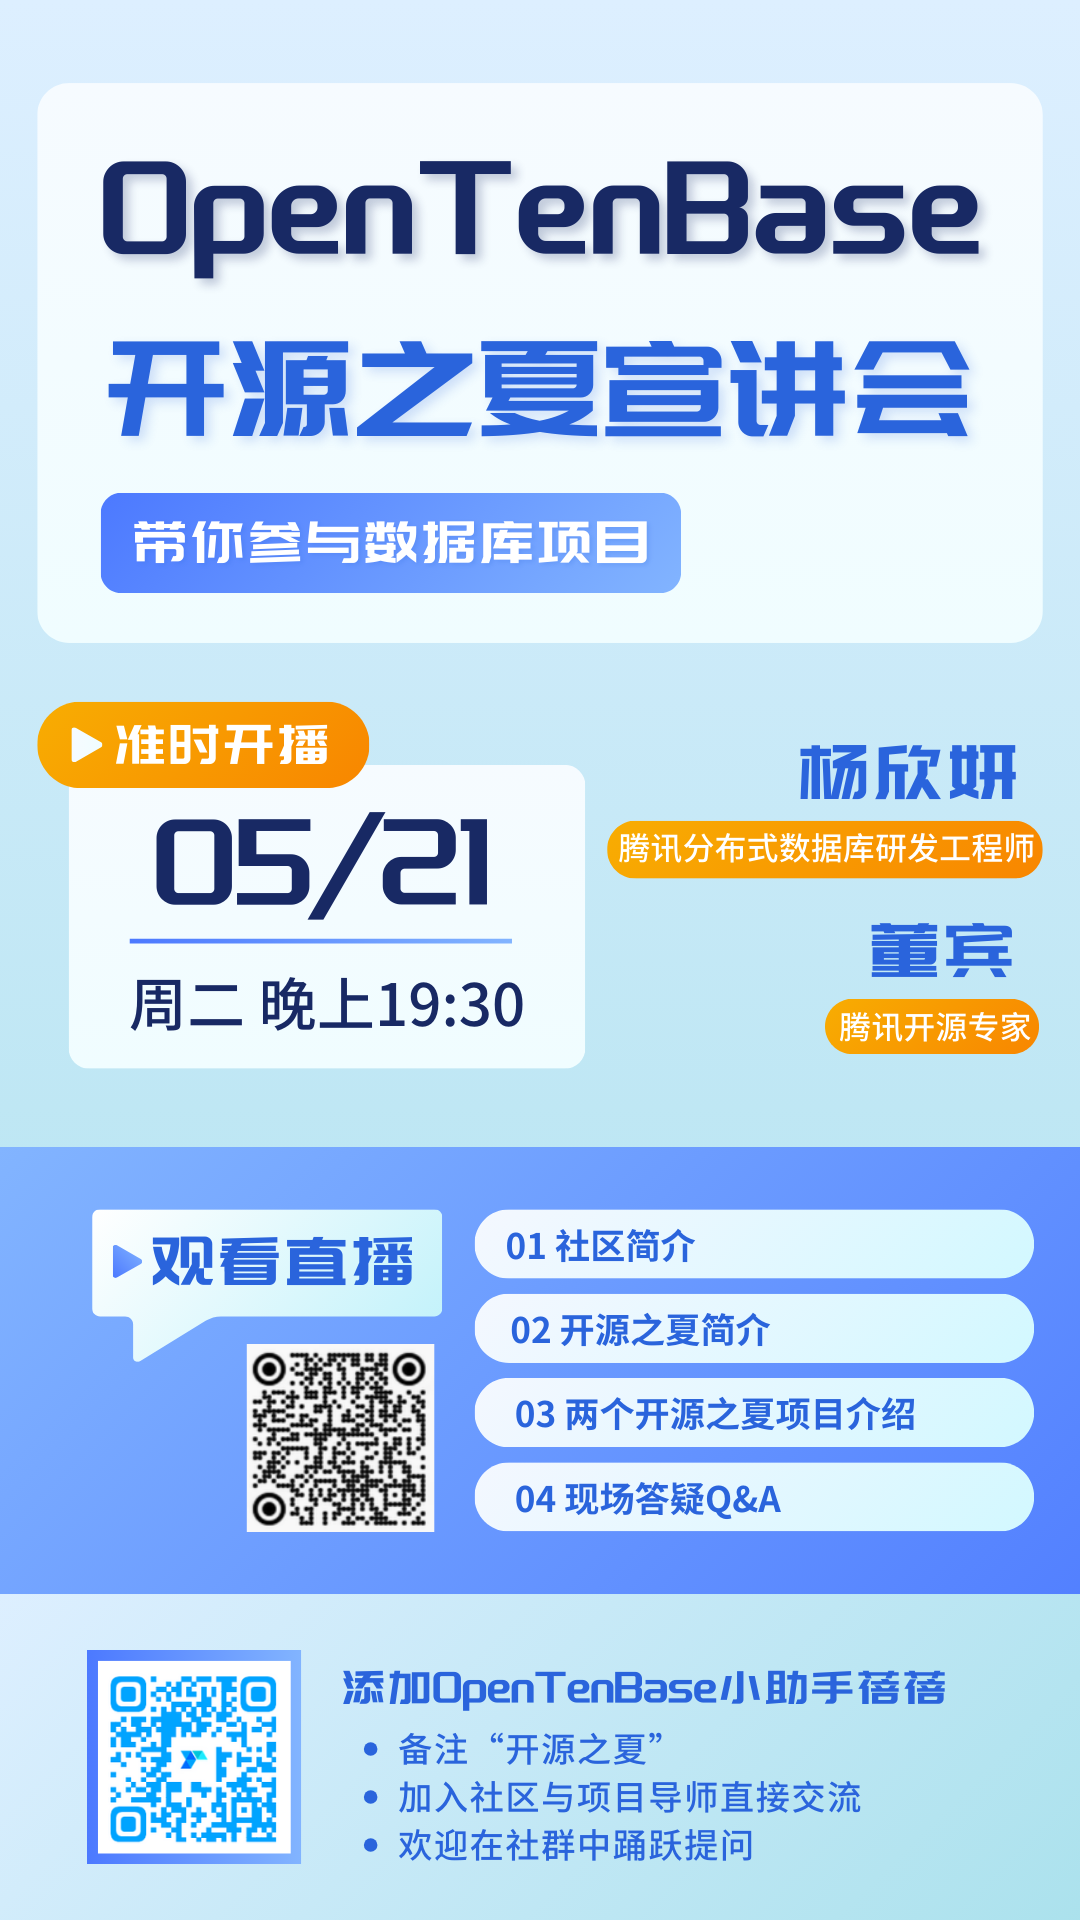 OpenTenBase
开源之夏宣讲会
带你参与数据库项目
准时开播
05/21
周二 晚上19:30
杨欣妍
腾讯分布式数据库研发工程师
董宾
腾讯开源专家
观看直播
01 社区简介
02 开源之夏简介
03 两个开源之夏项目介绍
04 现场答疑Q&A
添加OpenTenBase小助手蓓蓓
• 备注“开源之夏”
• 加入社区与项目导师直接交流
• 欢迎在社群中踊跃提问